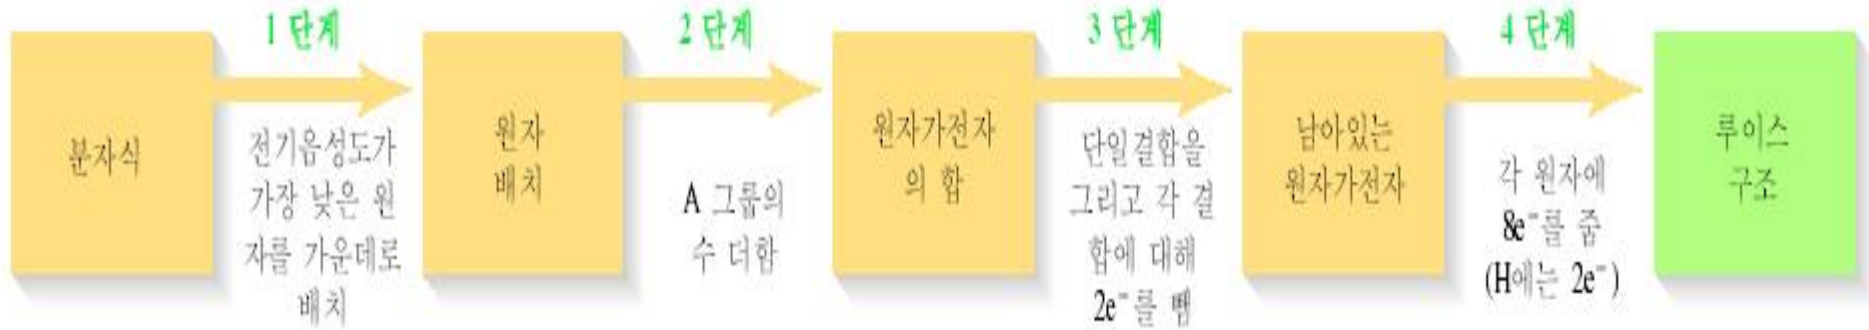 분자식
1 단계
전기음성도가
가장 낮은 원
자를 가운데로
배치
원자
배치
2 단계
A 그룹의
수 더함
원자가전자
의 합
3 단계
단일결합을
그리고 각 결
합에 대해
2e⁻를 뺌
남아있는
원자가전자
4 단계
각 원자에
8e⁻를 줌
(H에는 2e⁻)
루이스
구조